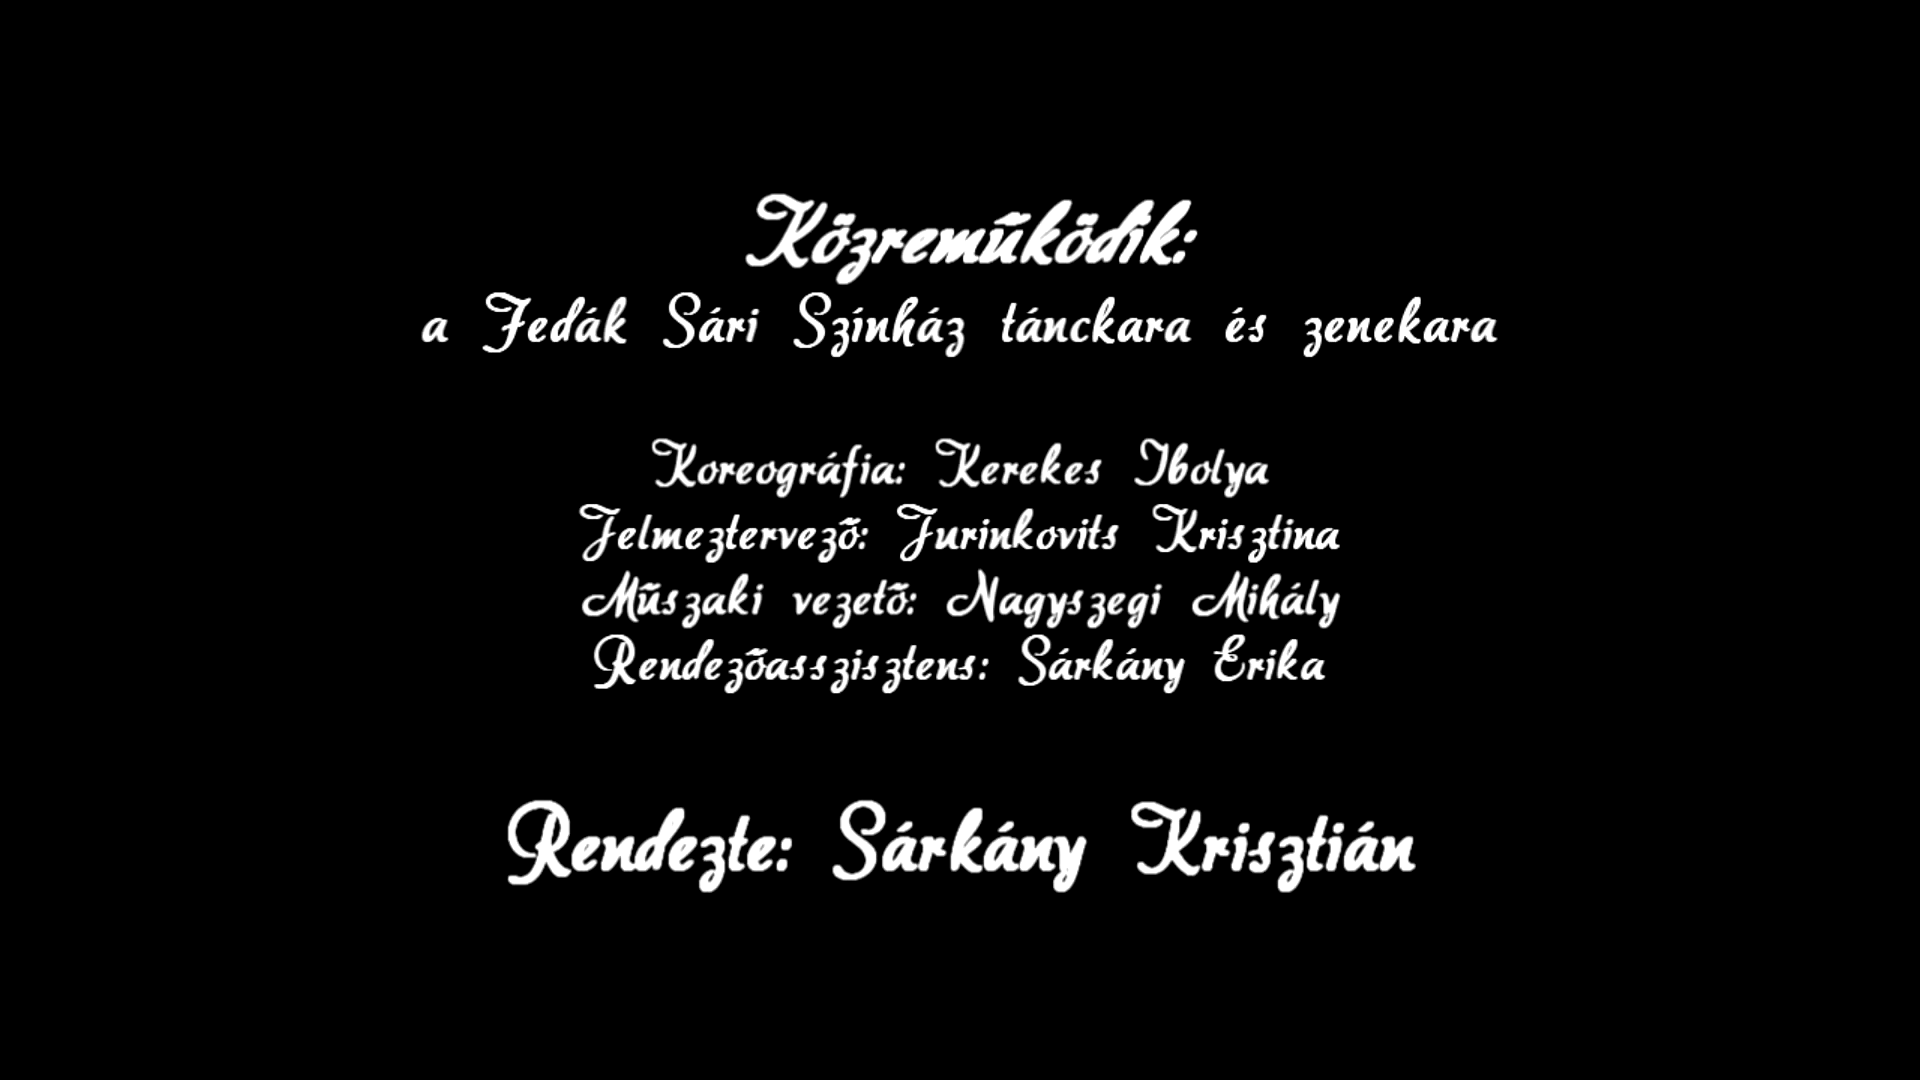 Közreműködik:
a Fedák Sári Színház tánckara és zenekara
Koreográfia: Kerekes Ibolya
Jelmeztervező: Jurinkovits Krisztina
Műszaki vezető: Nagyszegi Mihály
Rendezőasszisztens: Sárkány Erika
Rendezte: Sárkány Krisztián